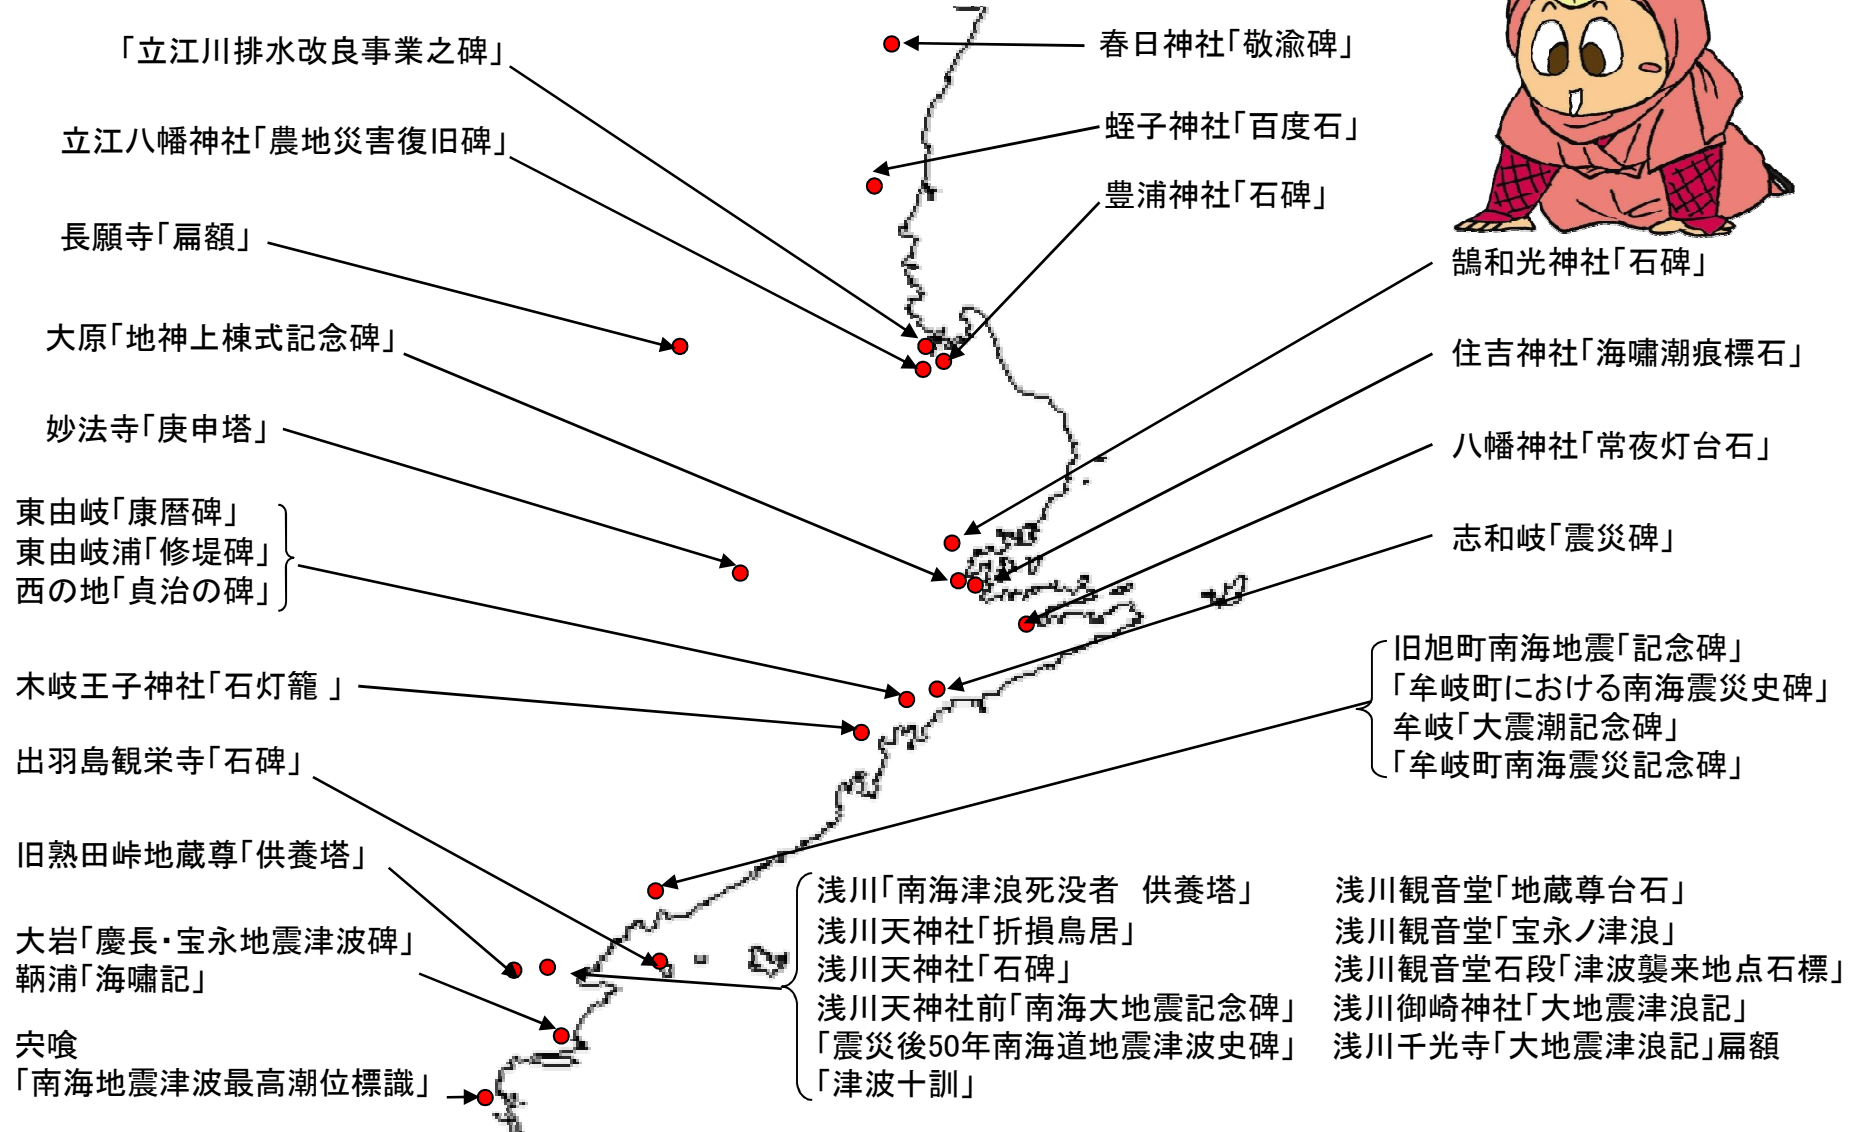 「立江川排水改良事業之碑」
立江八幡神社「農地災害復旧碑」
長願寺「扁額」
大原「地神上棟式記念碑」
妙法寺「庚申塔」
東由岐「康暦碑」
東由岐浦「修堤碑」
西の地「貞治の碑」
木岐王子神社「石灯籠 」
出羽島観栄寺「石碑」
旧熟田峠地蔵尊「供養塔」
大岩「慶長・宝永地震津波碑」
鞆浦「海嘯記」
宍喰
「南海地震津波最高潮位標識」
春日神社「敬渝碑」
蛭子神社「百度石」
豊浦神社「石碑」
鵠和光神社「石碑」
住吉神社「海嘯潮痕標石」
八幡神社「常夜灯台石」
志和岐「震災碑」
旧旭町南海地震「記念碑」
「牟岐町における南海震災史碑」
牟岐「大震潮記念碑」
「牟岐町南海震災記念碑」
浅川「南海津浪死没者　供養塔」
浅川天神社「折損鳥居」
浅川天神社「石碑」
浅川天神社前「南海大地震記念碑」
「震災後50年南海道地震津波史碑」
「津波十訓」
浅川観音堂「地蔵尊台石」
浅川観音堂「宝永ノ津浪」
浅川観音堂石段「津波襲来地点石標」
浅川御崎神社「大地震津浪記」
浅川千光寺「大地震津浪記」扁額